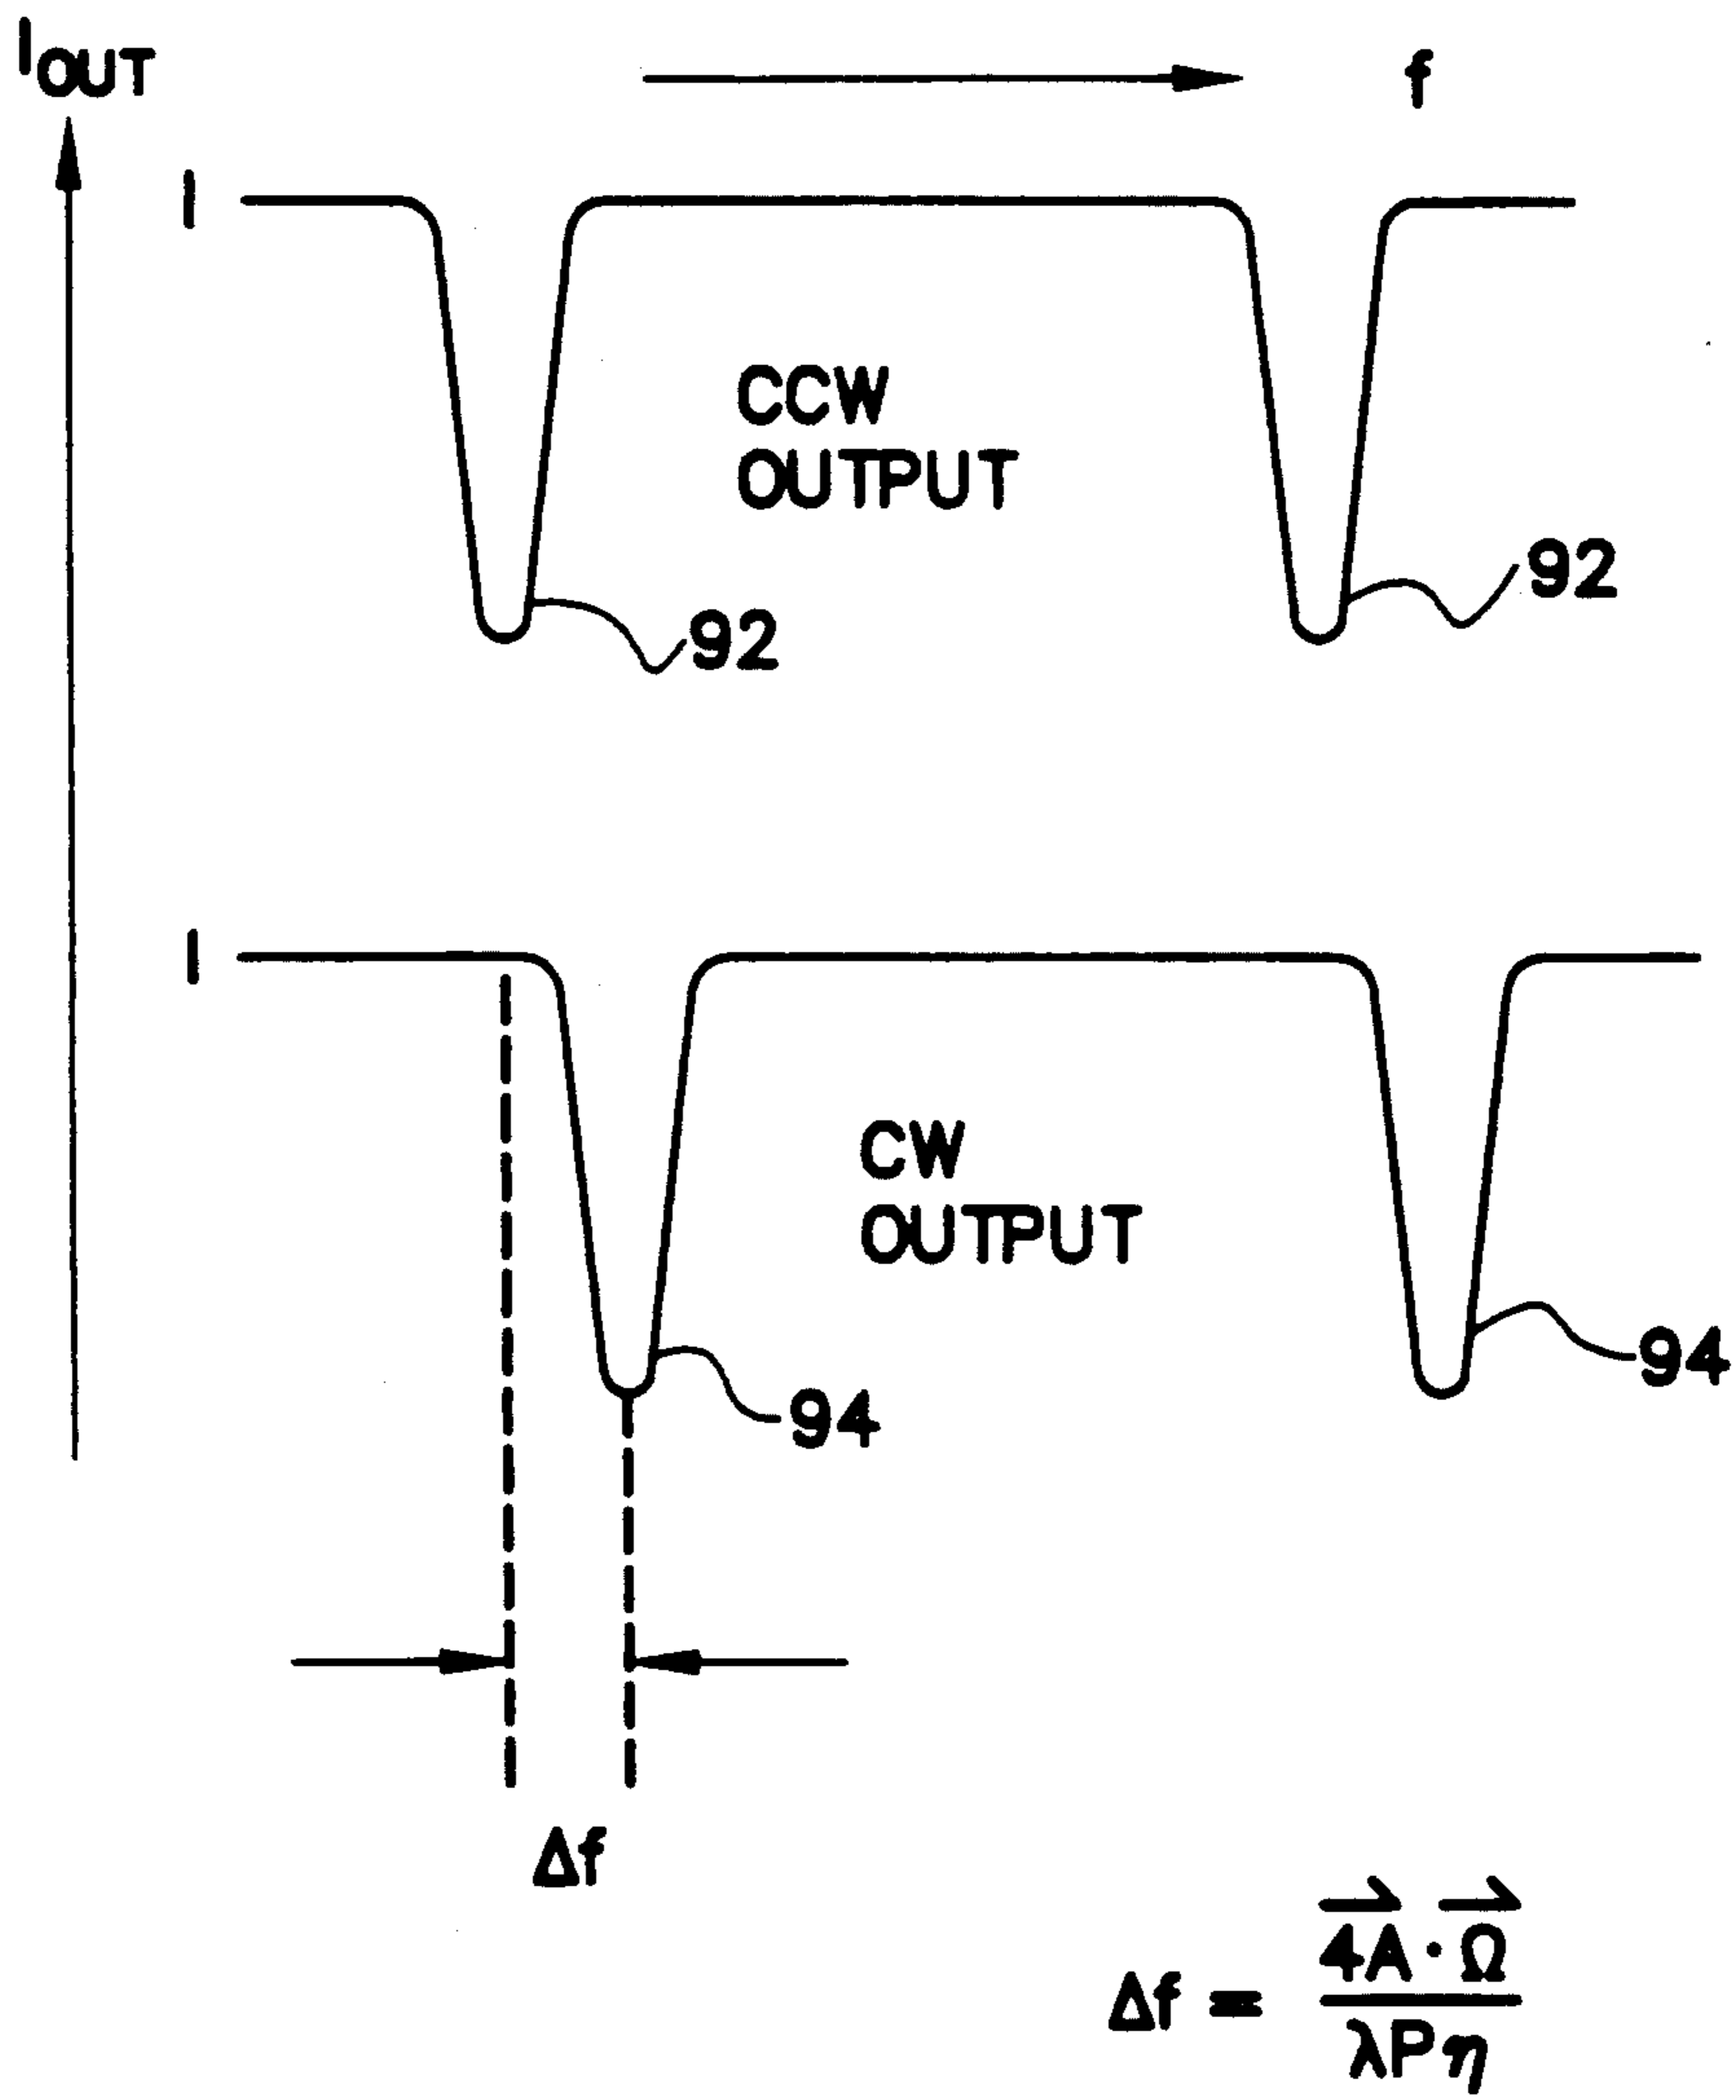 IOUT
f
I
CCW
OUTPUT
92
92
I
CW
OUTPUT
94
94
Δf
Δf = 4A · Ω
λPη